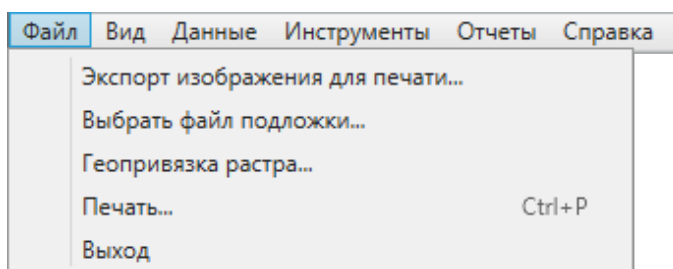 Файл Вид Данные Инструменты Отчеты Справка
Экспорт изображения для печати...
Выбрать файл подложки...
Геопривязка растра...
Печать... Ctrl+P
Выход